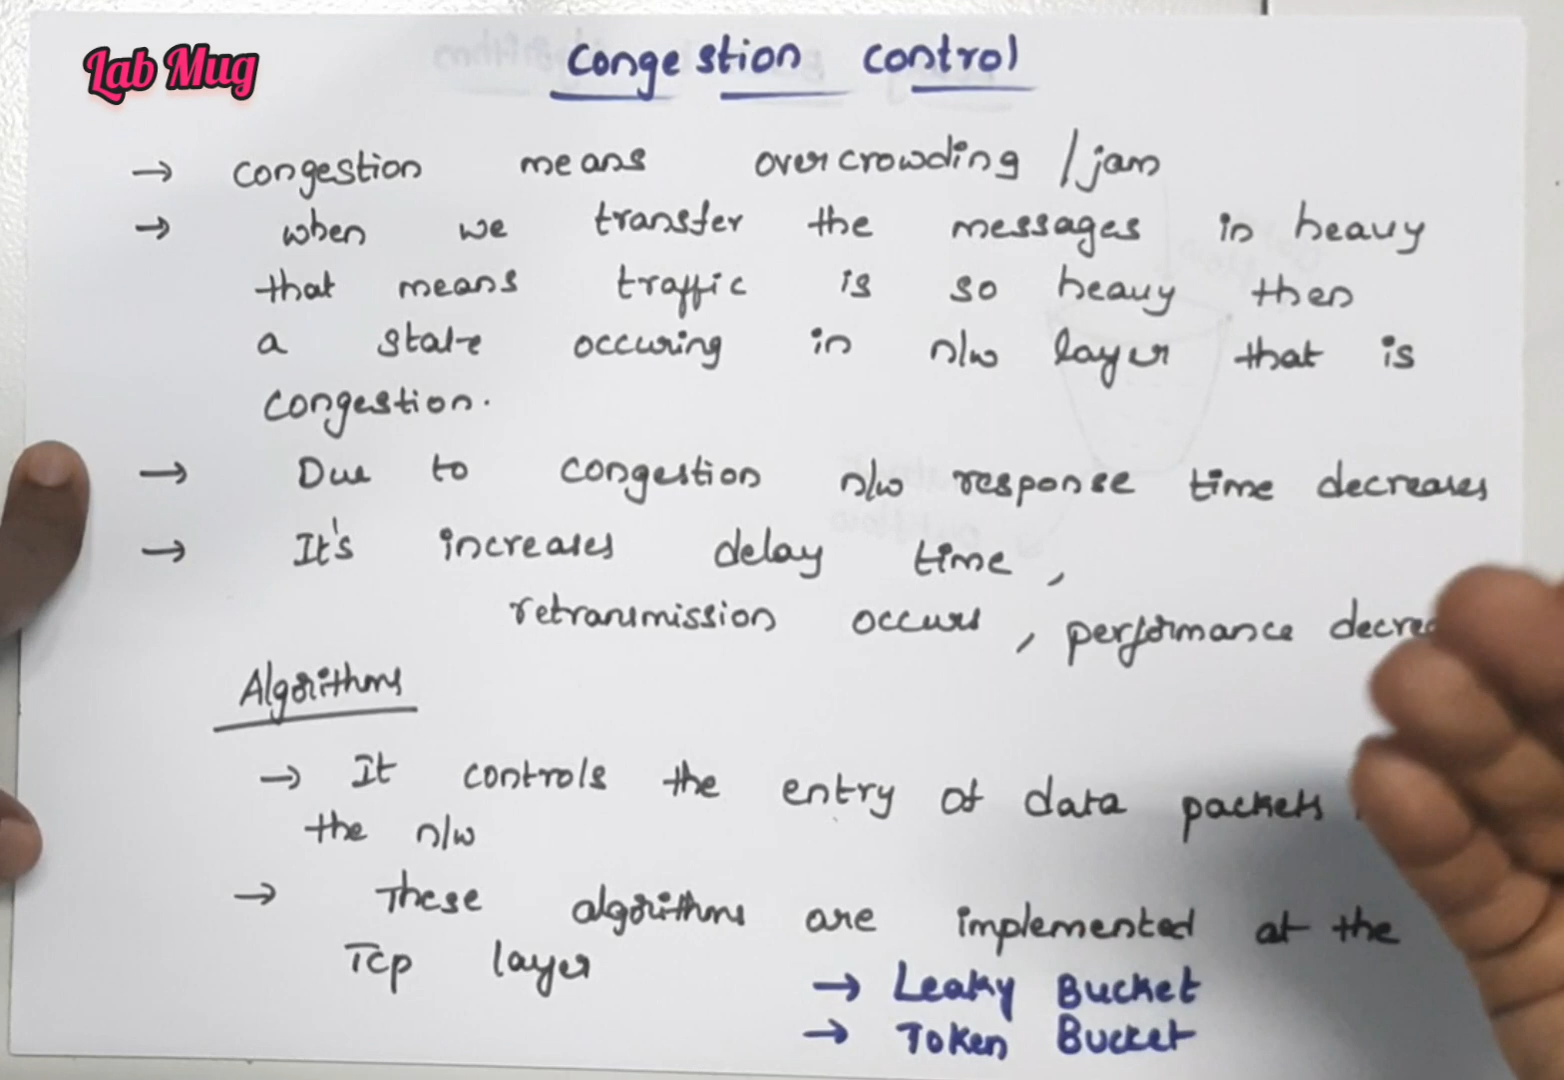 Lab Mug
Congestion control
→ congestion means overcrowding / jam
→ when we transfer the messages in heavy
that means traffic is so heavy then
a state occuring in n/w layer that is
congestion.
→ Due to congestion n/w response time decreases
→ It's increases delay time,
retransmission occurs, performance
Algorithms
→ It controls the entry of data packets
the n/w
→ These algorithms are implemented at the
Tcp layer
→ Leaky Bucket
→ Token Bucket